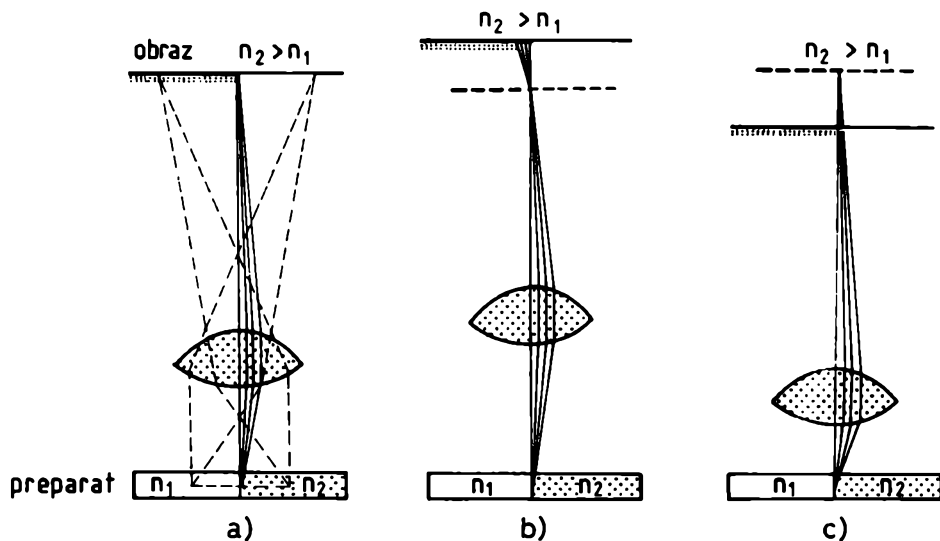 obraz n₂ > n₁
n₂ > n₁
n₂ > n₁
preparat n₁ n₂
n₁ n₂
n₁ n₂
a)
b)
c)